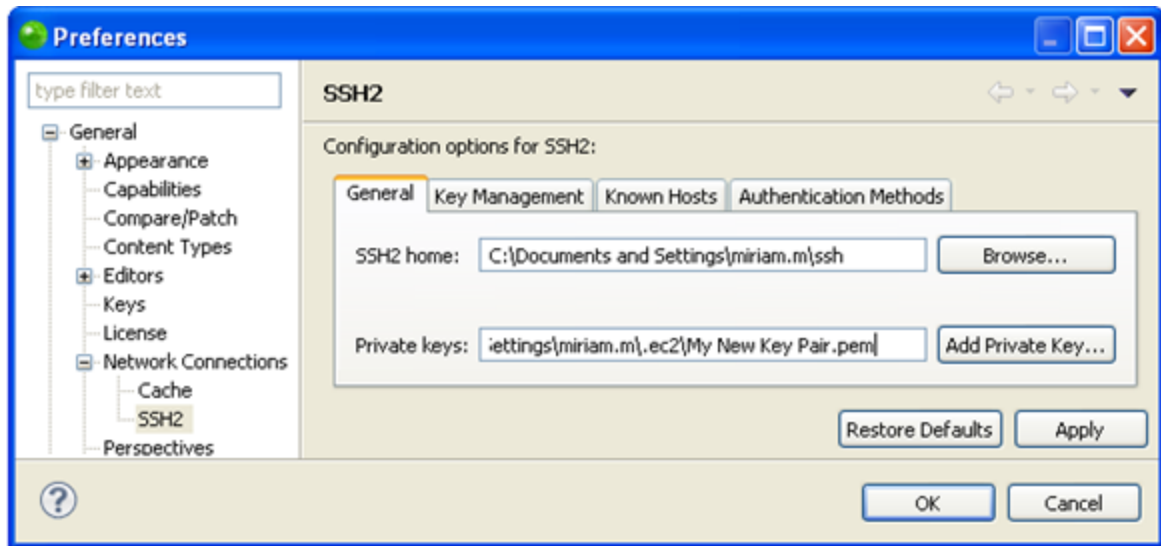 Preferences
type filter text
General
Appearance
Capabilities
Compare/Patch
Content Types
Editors
Keys
License
Network Connections
Cache
SSH2
Perspectives
SSH2
Configuration options for SSH2:
General Key Management Known Hosts Authentication Methods
SSH2 home: C:\Documents and Settings\miriam.m\ssh Browse...
Private keys: ettings\miriam.m\.ec2\My New Key Pair.pem Add Private Key...
Restore Defaults Apply
? OK Cancel